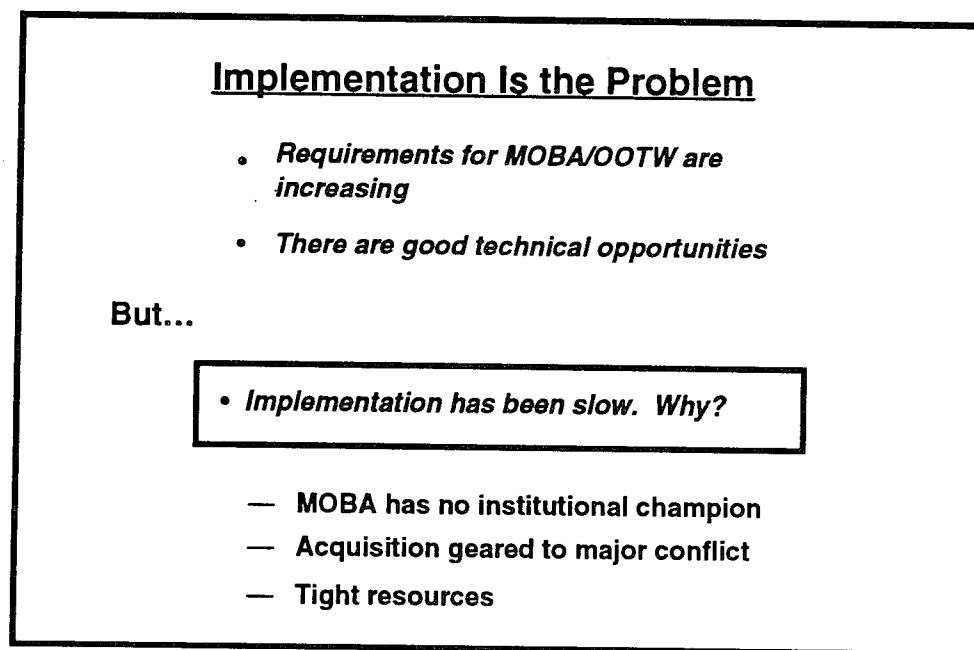 Implementation Is the Problem
• Requirements for MOBA/OOTW are
increasing
• There are good technical opportunities
But...
• Implementation has been slow. Why?
— MOBA has no institutional champion
— Acquisition geared to major conflict
— Tight resources